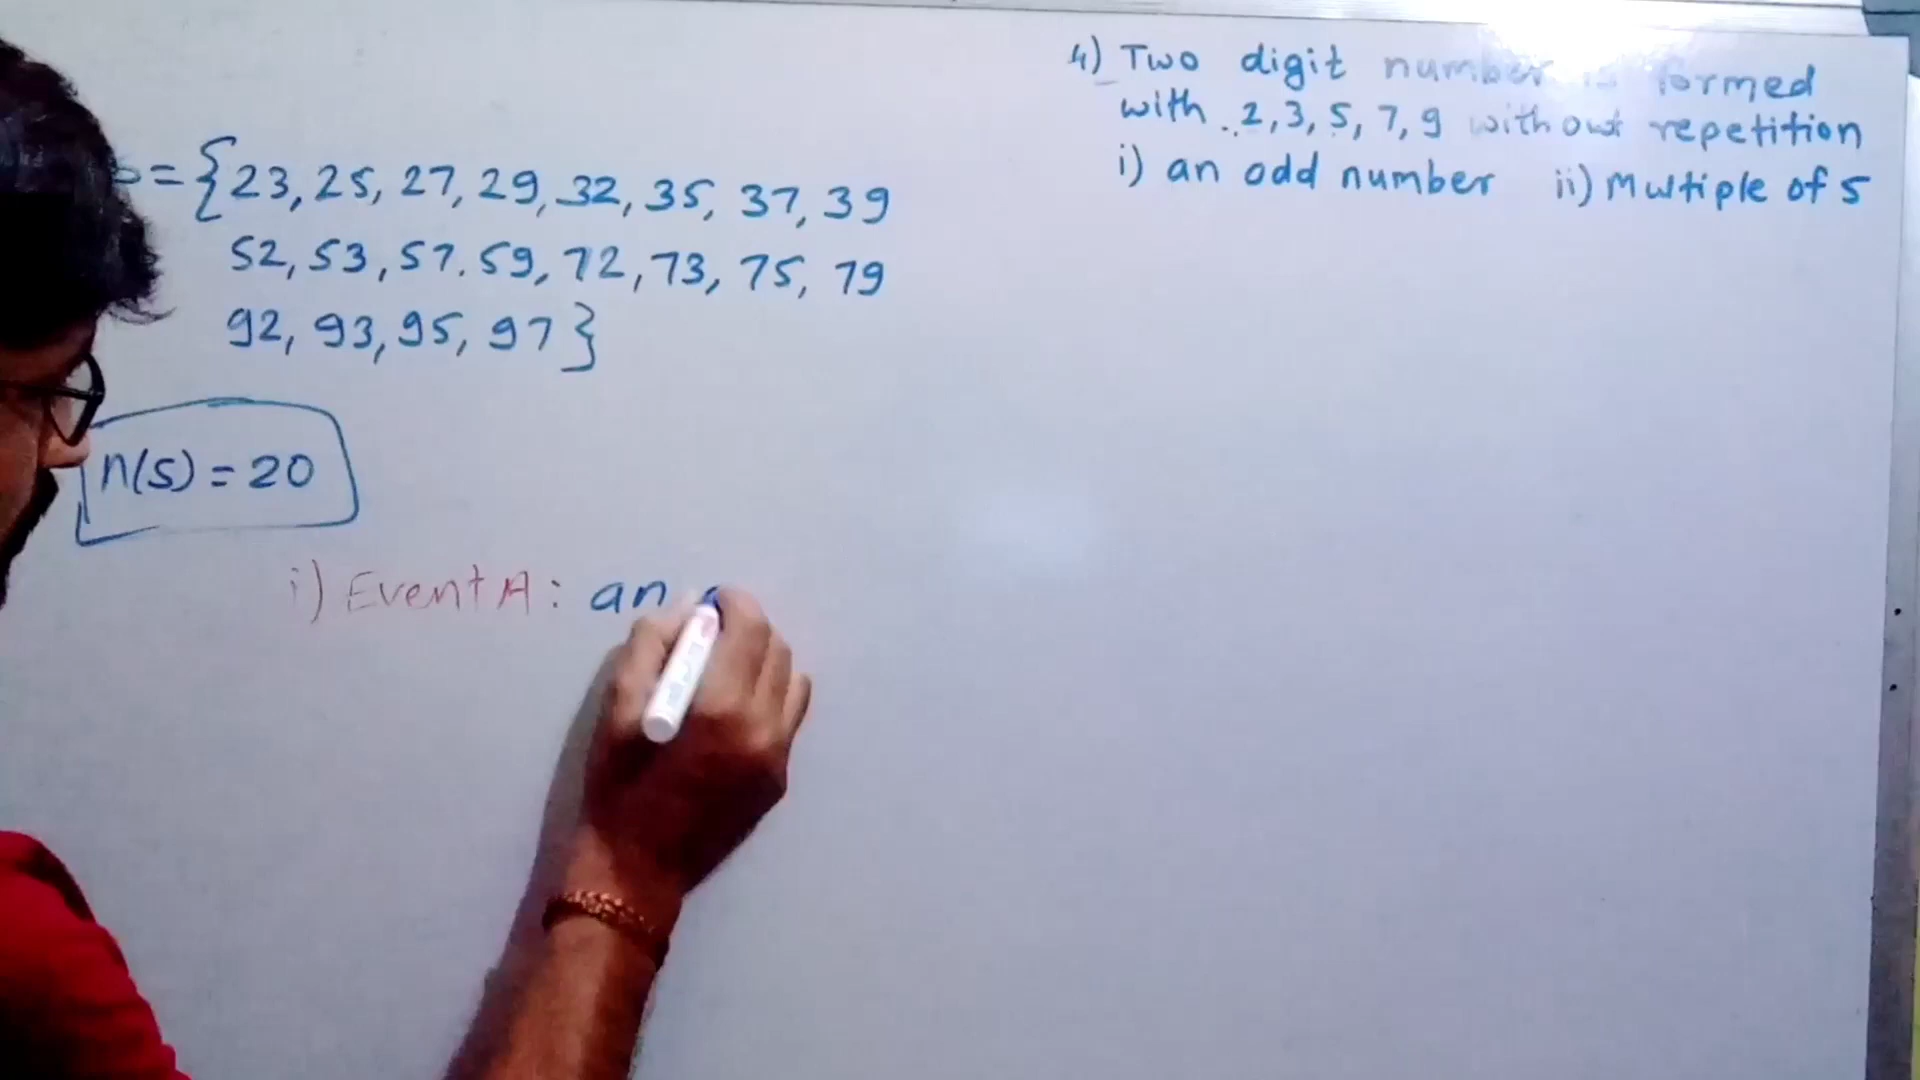 4) Two digit number is formed
with 2,3,5,7,9 without repetition
i) an odd number ii) Multiple of 5
={23, 25, 27, 29, 32, 35, 37, 39
52, 53, 57. 59, 72, 73, 75, 79
92, 93, 95, 97}
n(s) = 20
i) Event A: an